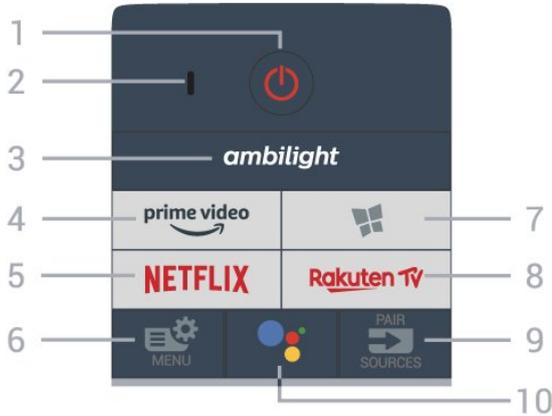 1
2
3
ambilight
4
prime video
7
5
NETFLIX
Rakuten TV
8
6
MENU
PAIR
SOURCES
9
10